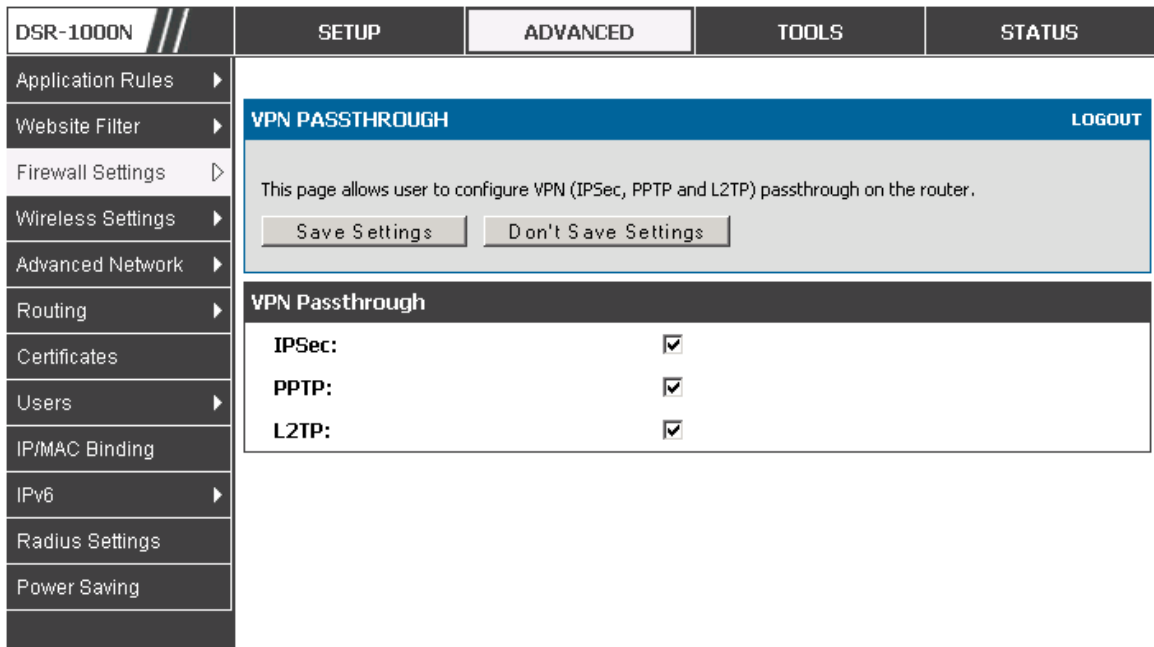 DSR-1000N
SETUP
ADVANCED
TOOLS
STATUS
Application Rules
Website Filter
Firewall Settings
Wireless Settings
Advanced Network
Routing
Certificates
Users
IP/MAC Binding
IPv6
Radius Settings
Power Saving
VPN PASSTHROUGH
LOGOUT
This page allows user to configure VPN (IPSec, PPTP and L2TP) passthrough on the router.
Save Settings
Don't Save Settings
VPN Passthrough
IPSec:
PPTP:
L2TP: